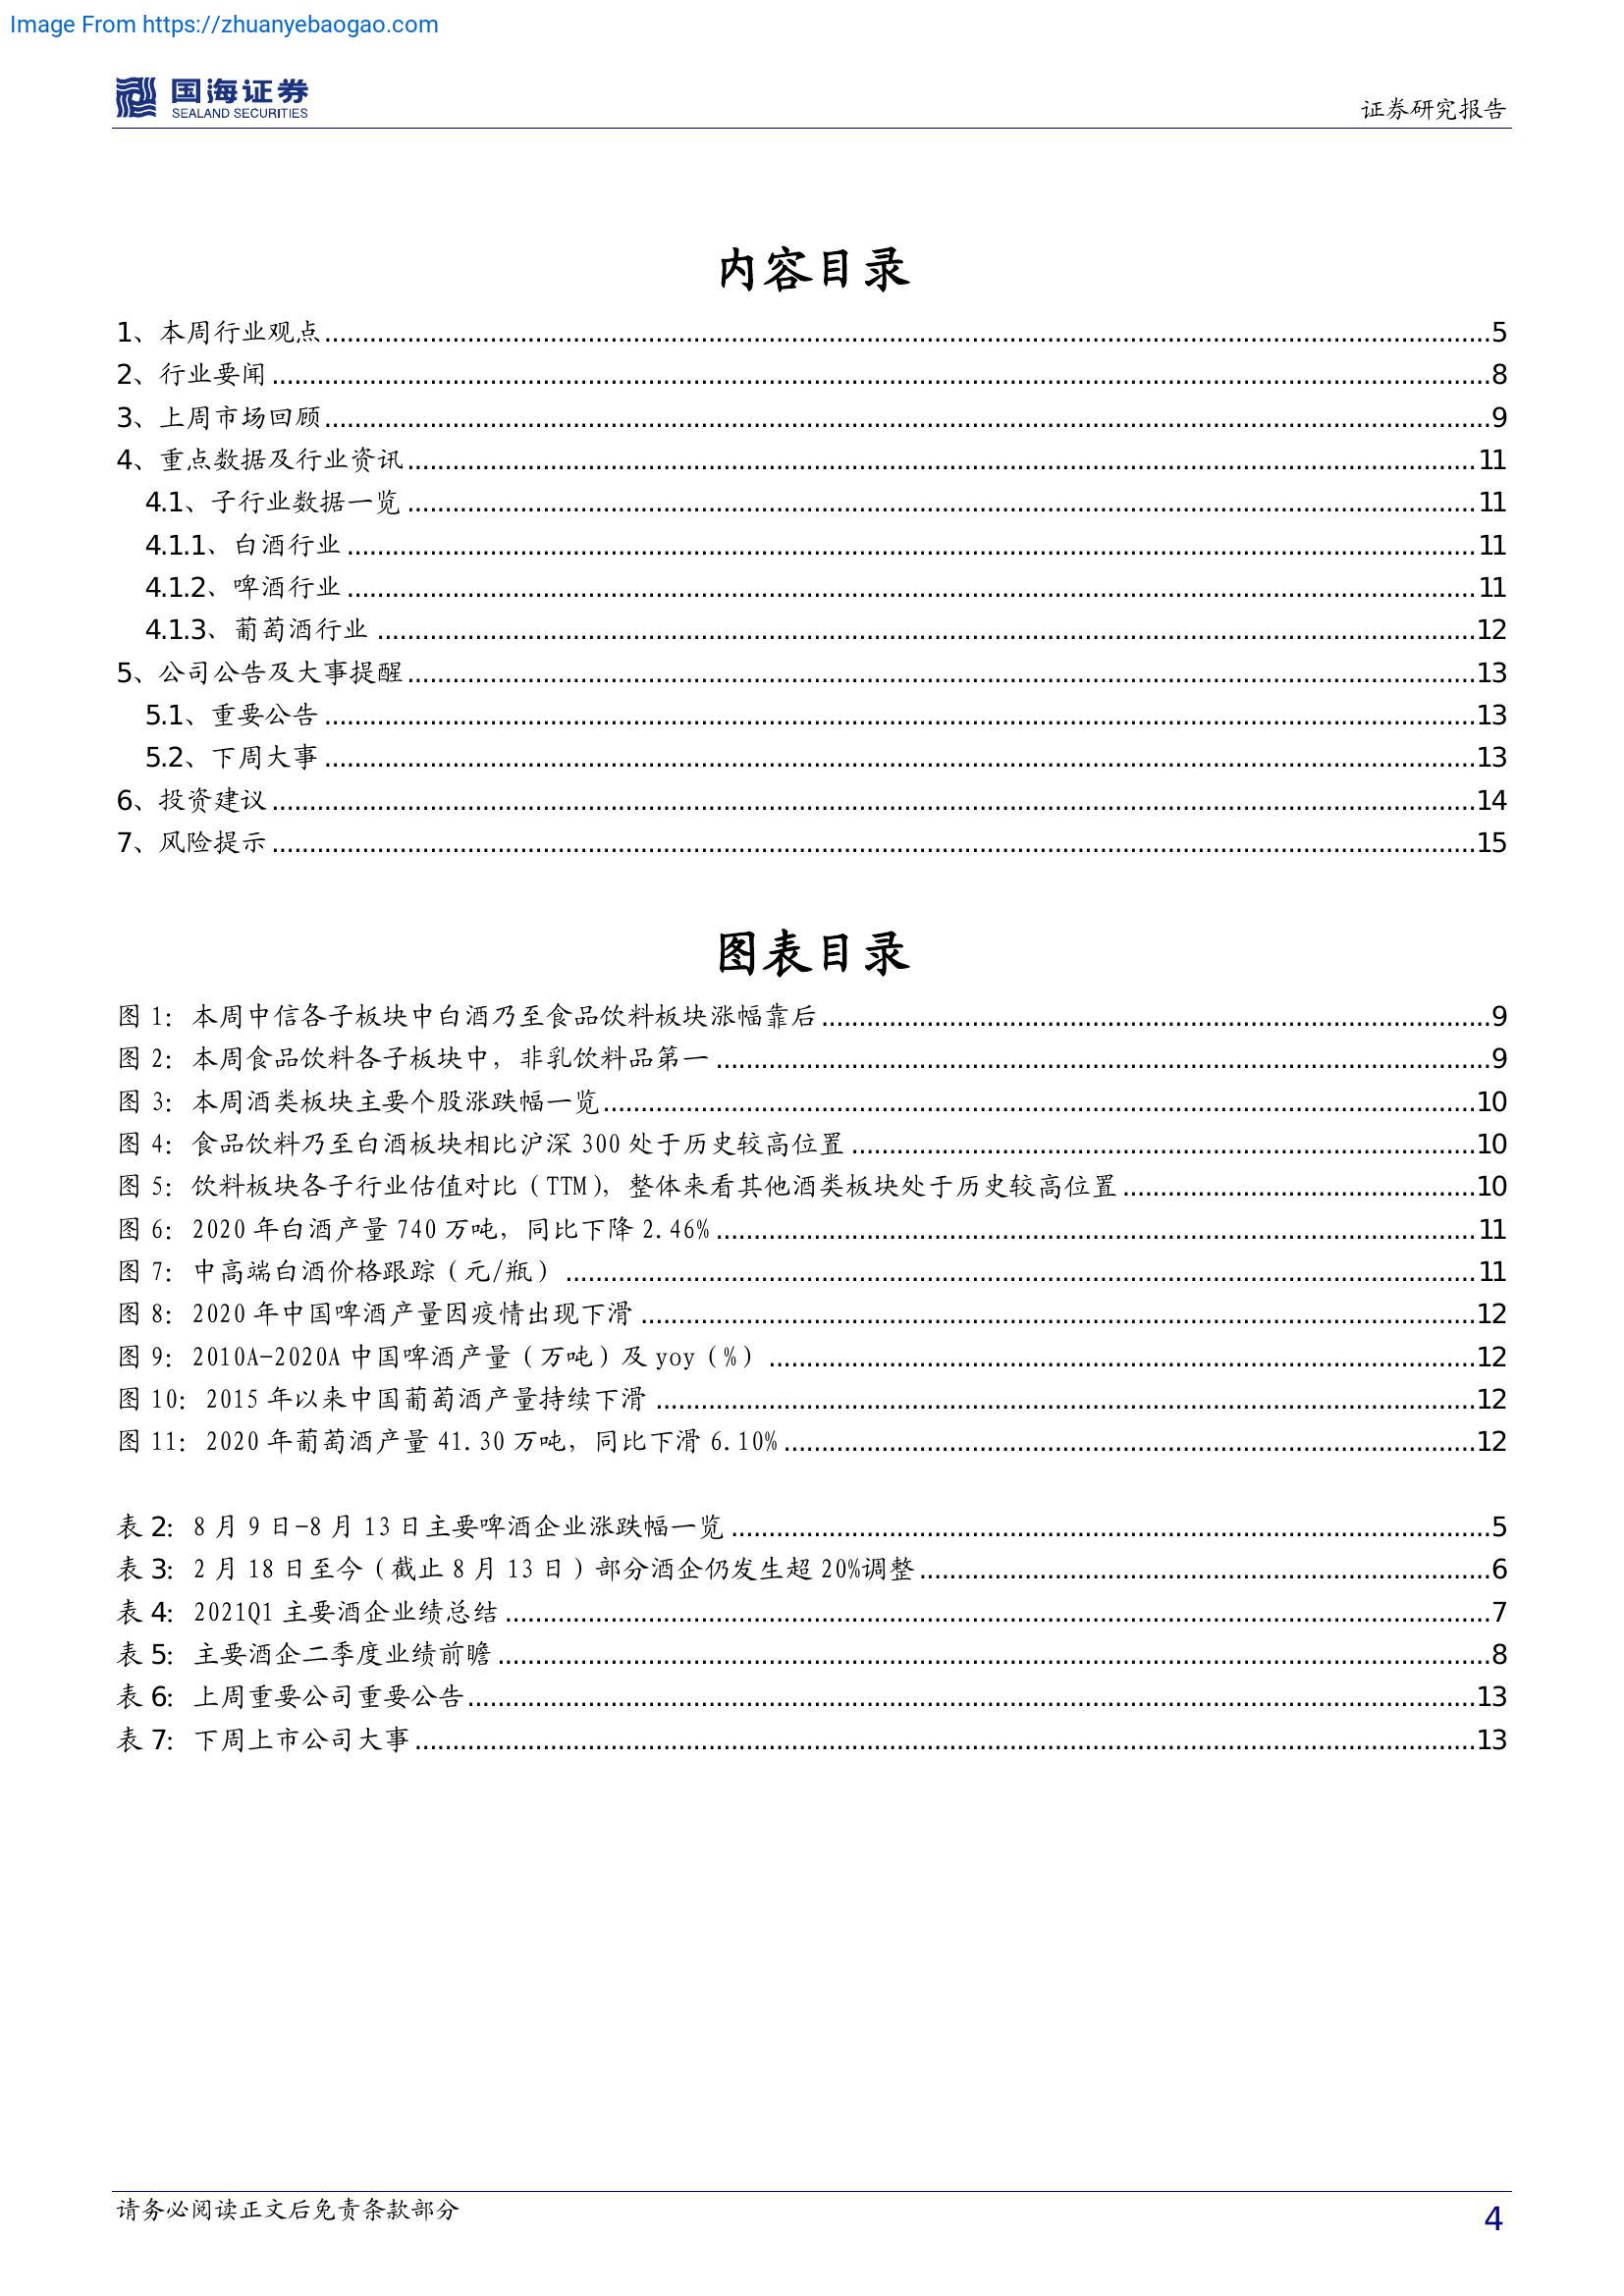 Image From https://zhuanyebaogao.com
国海证券
SEALAND SECURITIES
证券研究报告
内容目录
1、本周行业观点........................................................5
2、行业要闻........................................................8
3、上周市场回顾........................................................9
4、重点数据及行业资讯........................................................11
4.1、子行业数据一览........................................................11
4.1.1、白酒行业........................................................11
4.1.2、啤酒行业........................................................11
4.1.3、葡萄酒行业........................................................12
5、公司公告及大事提醒........................................................13
5.1、重要公告........................................................13
5.2、下周大事........................................................13
6、投资建议........................................................14
7、风险提示........................................................15
图表目录
图 1：本周中信各子板块中白酒乃至食品饮料板块涨幅靠后........................................................9
图 2：本周食品饮料各子板块中，非乳饮料品第一........................................................9
图 3：本周酒类板块主要个股涨跌幅一览........................................................10
图 4：食品饮料乃至白酒板块相比沪深 300 处于历史较高位置........................................................10
图 5：饮料板块各子行业估值对比（TTM），整体来看其他酒类板块处于历史较高位置........................................................10
图 6：2020 年白酒产量 740 万吨，同比下降 2.46%........................................................11
图 7：中高端白酒价格跟踪（元/瓶）........................................................11
图 8：2020 年中国啤酒产量因疫情出现下滑........................................................12
图 9：2010A-2020A 中国啤酒产量（万吨）及 yoy（%）........................................................12
图 10：2015 年以来中国葡萄酒产量持续下滑........................................................12
图 11：2020 年葡萄酒产量 41.30 万吨，同比下滑 6.10%........................................................12
表 2：8 月 9 日-8 月 13 日主要啤酒企业涨跌幅一览........................................................5
表 3：2 月 18 日至今（截止 8 月 13 日）部分酒企仍发生超 20%调整........................................................6
表 4：2021Q1 主要酒企业绩总结........................................................7
表 5：主要酒企二季度业绩前瞻........................................................8
表 6：上周重要公司重要公告........................................................13
表 7：下周上市公司大事........................................................13
请务必阅读正文后免责条款部分
4